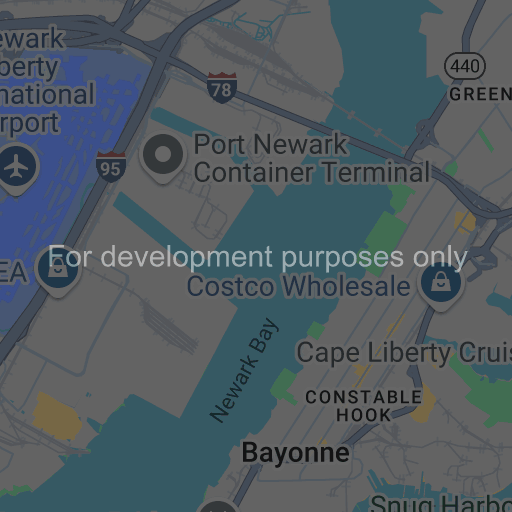 ewark
berty
national
rport
78
440
GREEN
Port Newark
Container Terminal
95
For development purposes only
EA
Costco Wholesale
Newark Bay
Cape Liberty Cruis
CONSTABLE
HOOK
Bayonne
Snug Harbo